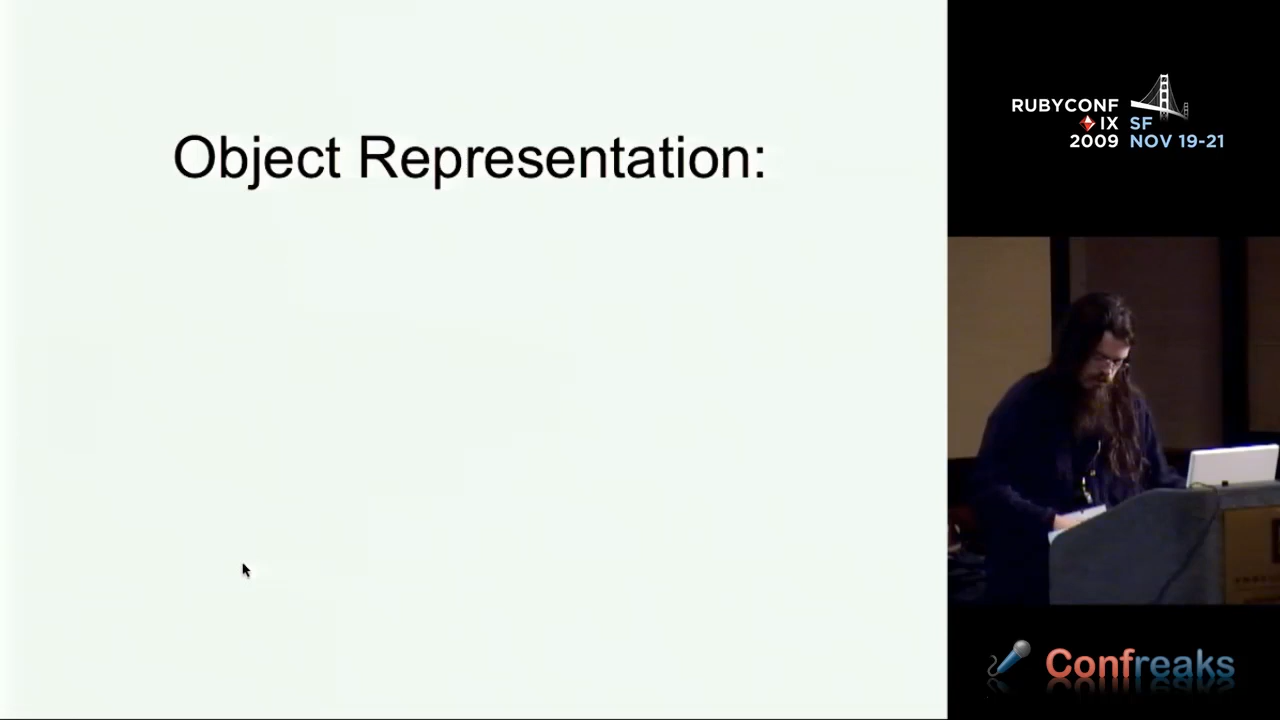 Object Representation:
RUBYCONF
IX SF
2009 NOV 19-21
Confreaks